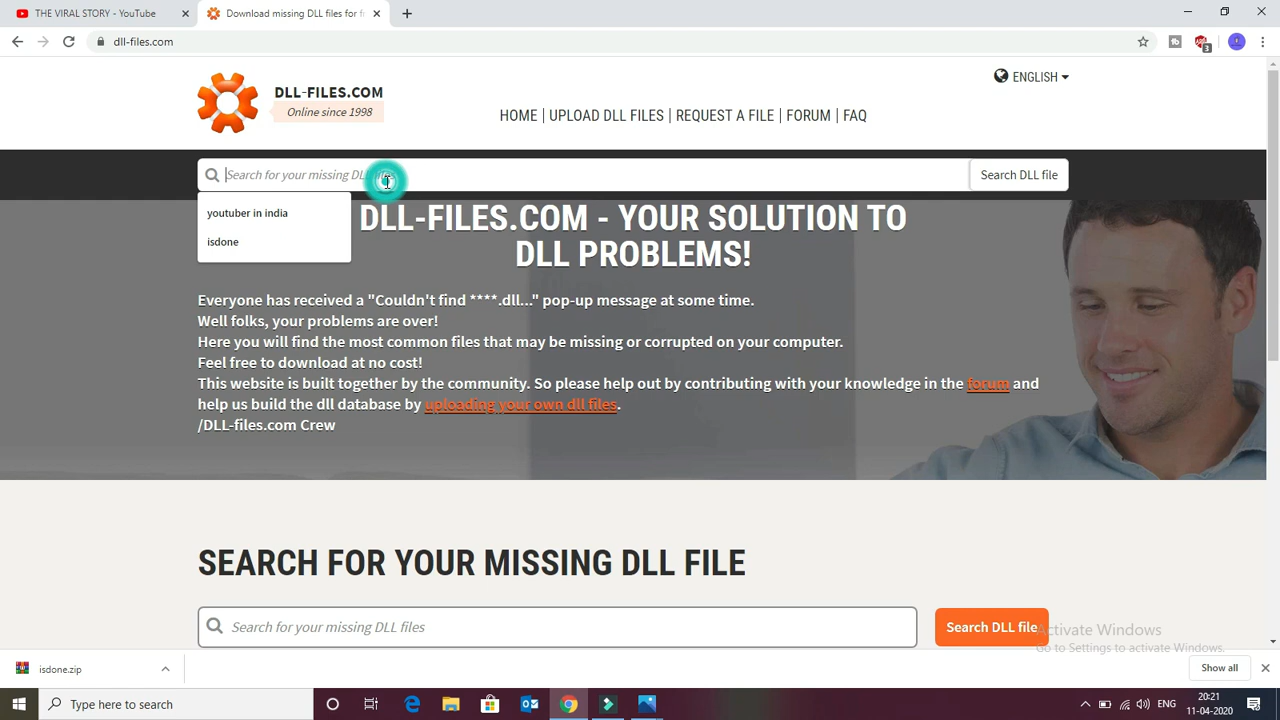 THE VIRAL STORY - YouTube
Download missing DLL files for f
dll-files.com
3
DLL-FILES.COM
Online since 1998
ENGLISH
HOME | UPLOAD DLL FILES | REQUEST A FILE | FORUM | FAQ
Search for your missing DLL
Search DLL file
youtuber in india
isdone
DLL-FILES.COM - YOUR SOLUTION TO
DLL PROBLEMS!
Everyone has received a "Couldn't find ****.dll..." pop-up message at some time.
Well folks, your problems are over!
Here you will find the most common files that may be missing or corrupted on your computer.
Feel free to download at no cost!
This website is built together by the community. So please help out by contributing with your knowledge in the forum and
help us build the dll database by uploading your own dll files.
/DLL-files.com Crew
SEARCH FOR YOUR MISSING DLL FILE
Search for your missing DLL files
Search DLL file
Activate Windows
Go to Settings to activate Windows.
isdone.zip
Show all
Type here to search
ENG
20:21
11-04-2020